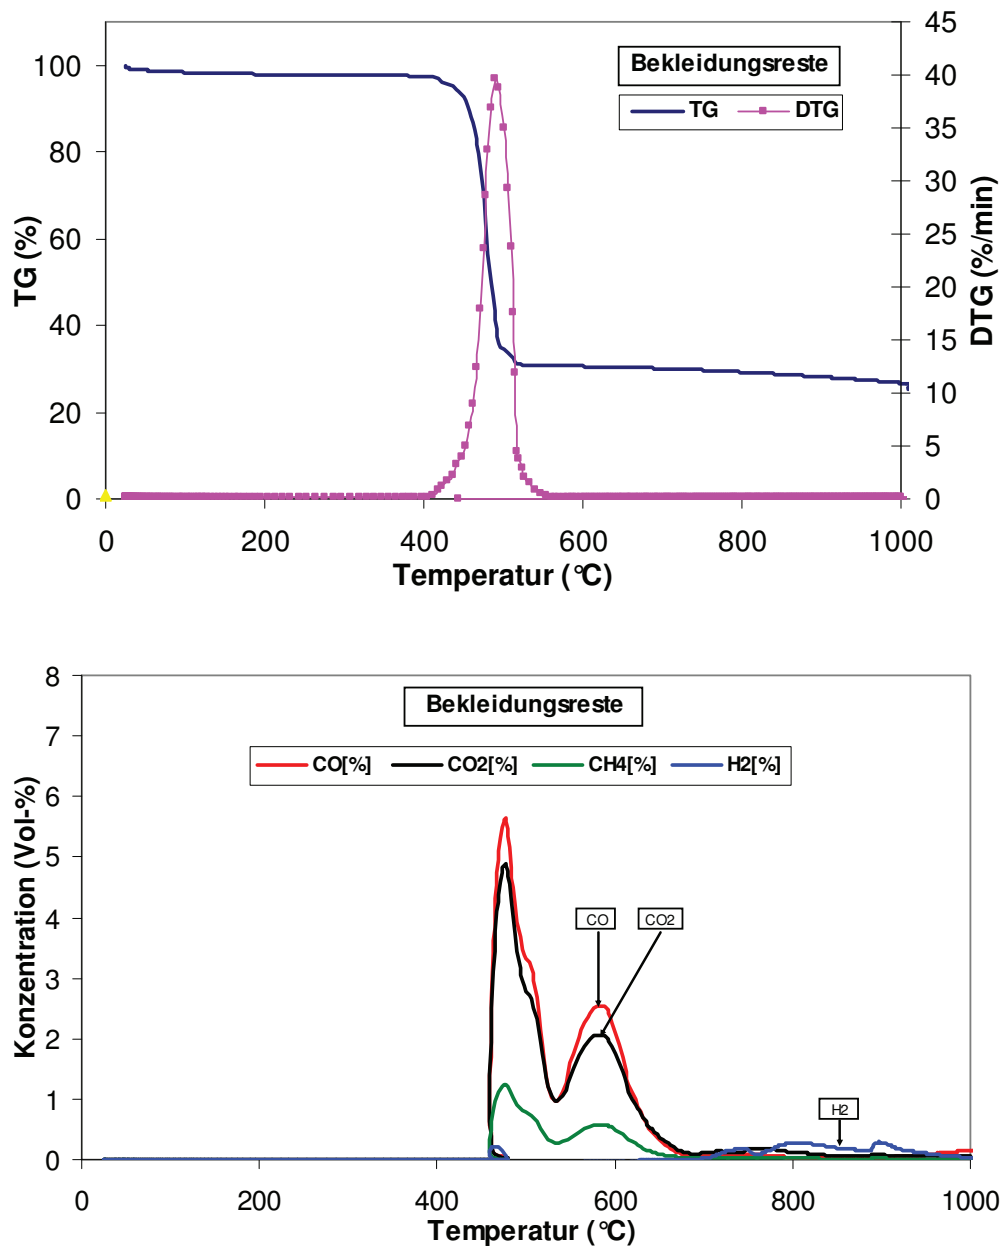 45
100
Bekleidungsreste
40
TG DTG
35
80
30
TG (%)
60
25
DTG (%/min)
20
40
15
10
20
5
0
0
0 200 400 600 800 1000
Temperatur (°C)
8
Bekleidungsreste
7
CO[%] CO2[%] CH4[%] H2[%]
6
5
Konzentration (Vol-%)
4
CO CO2
3
2
1
H2
0
0 200 400 600 800 1000
Temperatur (°C)